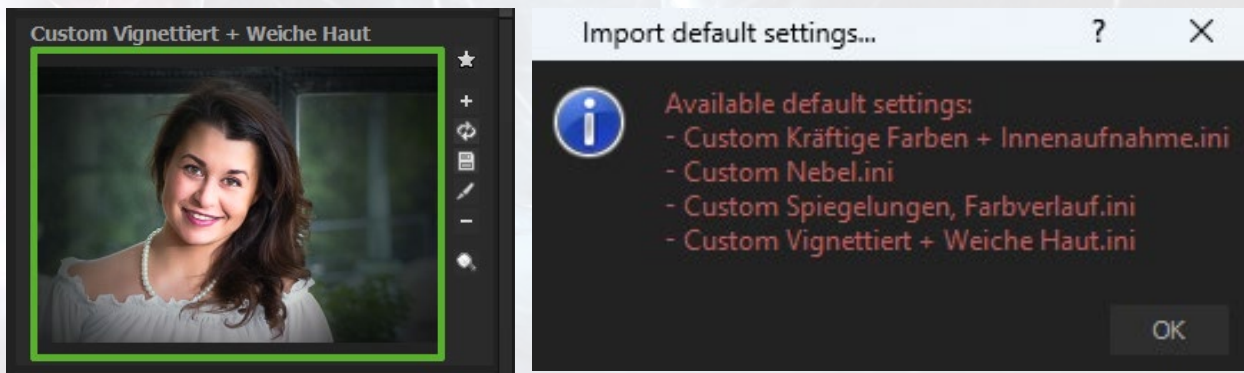 Custom Vignettiert + Weiche Haut
Import default settings...
Available default settings:
- Custom Kräftige Farben + Innenaufnahme.ini
- Custom Nebel.ini
- Custom Spiegelungen, Farbverlauf.ini
- Custom Vignettiert + Weiche Haut.ini
OK